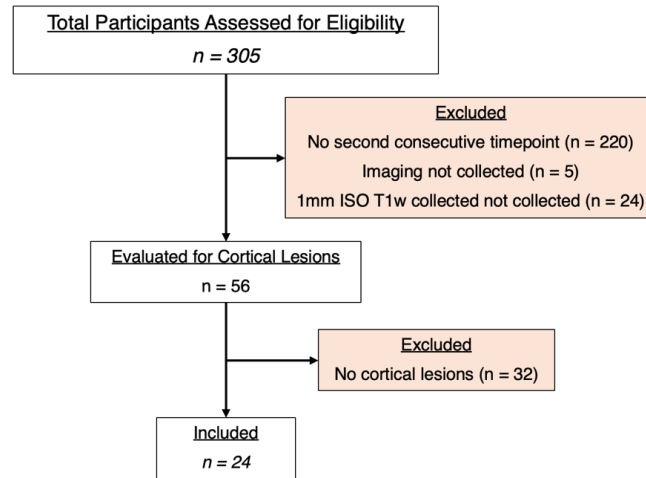 Total Participants Assessed for Eligibility
n = 305
Excluded
No second consecutive timepoint (n = 220)
Imaging not collected (n = 5)
1mm ISO T1w collected not collected (n = 24)
Evaluated for Cortical Lesions
n = 56
Excluded
No cortical lesions (n = 32)
Included
n = 24